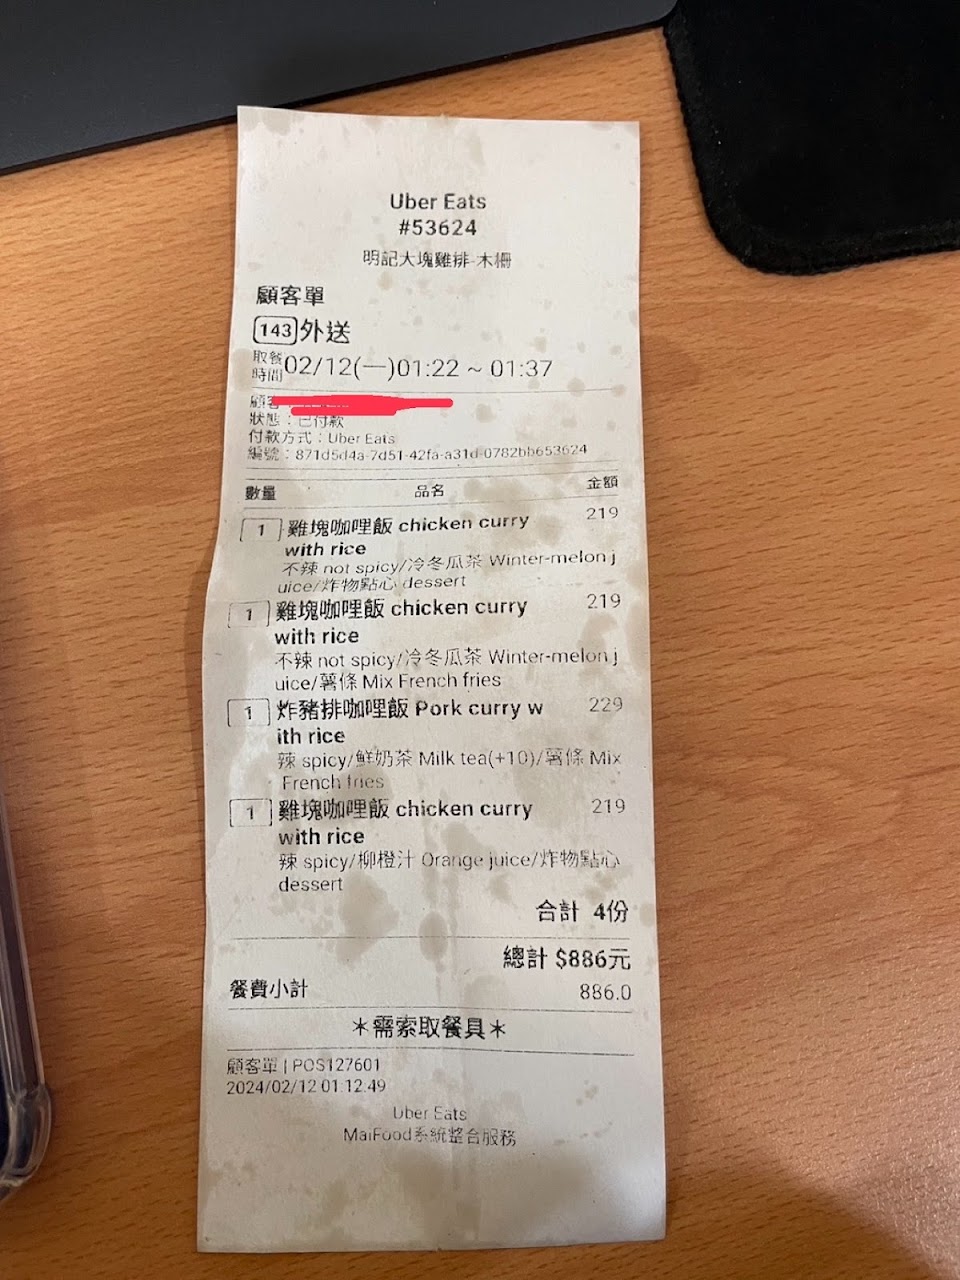 Uber Eats
#53624
明記大塊雞排-木柵
顧客單
143 外送
取餐時間 02/12(一)01:22 ~ 01:37
顧客
狀態：已付款
付款方式：Uber Eats
編號：871d5d4a-7d51-42fa-a31d-0782bb653624
數量 品名 金額
1 雞塊咖哩飯 chicken curry 219
with rice
不辣 not spicy/冷冬瓜茶 Winter-melon j
uice/炸物點心 dessert
1 雞塊咖哩飯 chicken curry 219
with rice
不辣 not spicy/冷冬瓜茶 Winter-melon j
uice/薯條 Mix French fries
1 炸豬排咖哩飯 Pork curry w 229
ith rice
辣 spicy/鮮奶茶 Milk tea(+10)/薯條 Mix
French fries
1 雞塊咖哩飯 chicken curry 219
with rice
辣 spicy/柳橙汁 Orange juice/炸物點心
dessert
合計 4份
總計 $886元
餐費小計 886.0
＊需索取餐具＊
顧客單 | POS127601
2024/02/12 01:12:49
Uber Eats
MaiFood系統整合服務